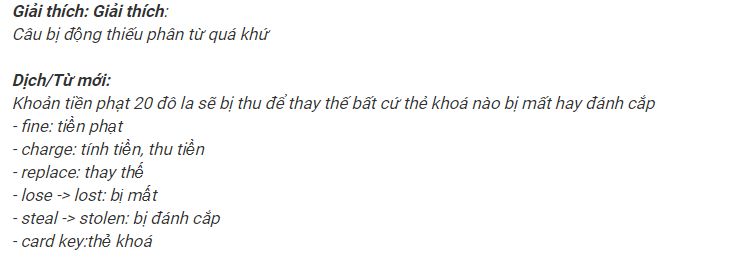 Giải thích: Giải thích:
Câu bị động thiếu phân từ quá khứ
Dịch/Từ mới:
Khoản tiền phạt 20 đô la sẽ bị thu để thay thế bất cứ thẻ khoá nào bị mất hay đánh cắp
- fine: tiền phạt
- charge: tính tiền, thu tiền
- replace: thay thế
- lose -> lost: bị mất
- steal -> stolen: bị đánh cắp
- card key:thẻ khoá